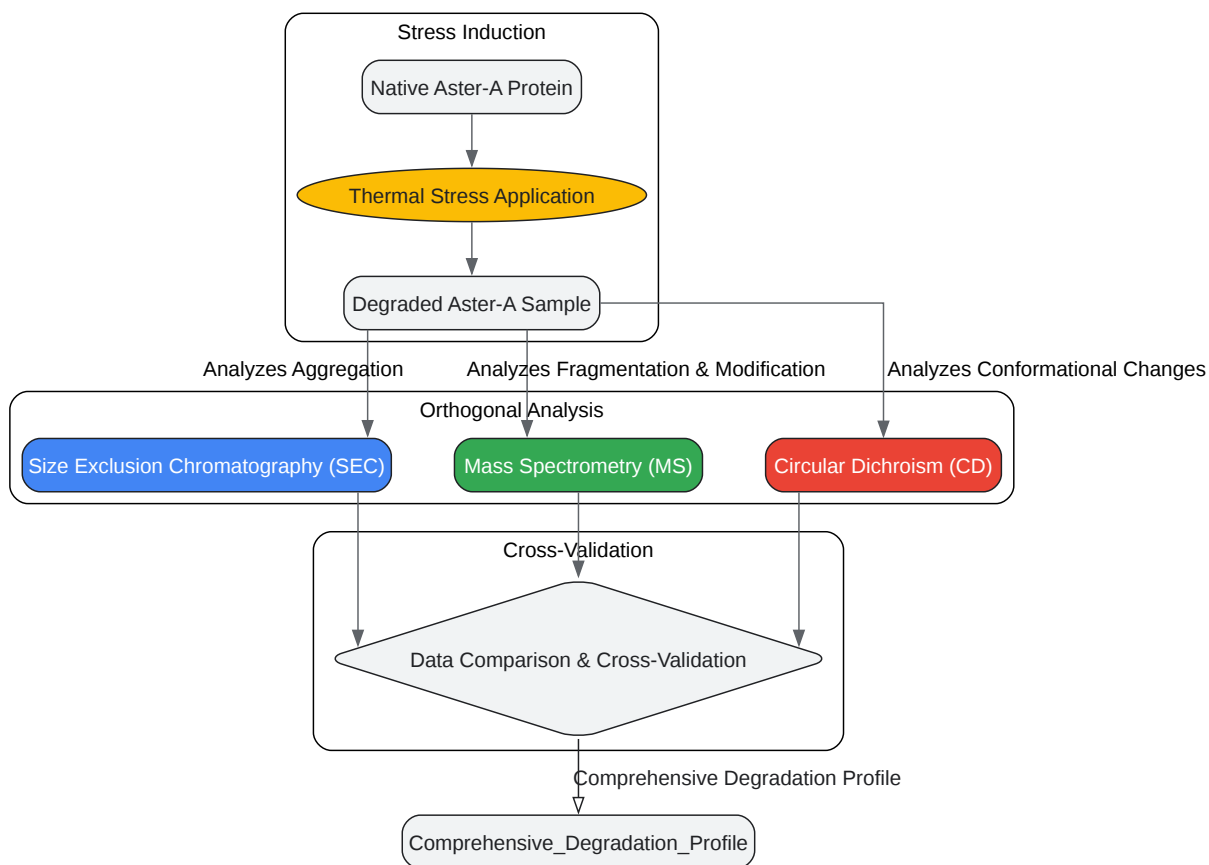 Stress Induction
Native Aster-A Protein
Thermal Stress Application
Degraded Aster-A Sample
Analyzes Aggregation
Analyzes Fragmentation & Modification
Analyzes Conformational Changes
Orthogonal Analysis
Size Exclusion Chromatography (SEC)
Mass Spectrometry (MS)
Circular Dichroism (CD)
Cross-Validation
Data Comparison & Cross-Validation
Comprehensive Degradation Profile
Comprehensive_Degradation_Profile